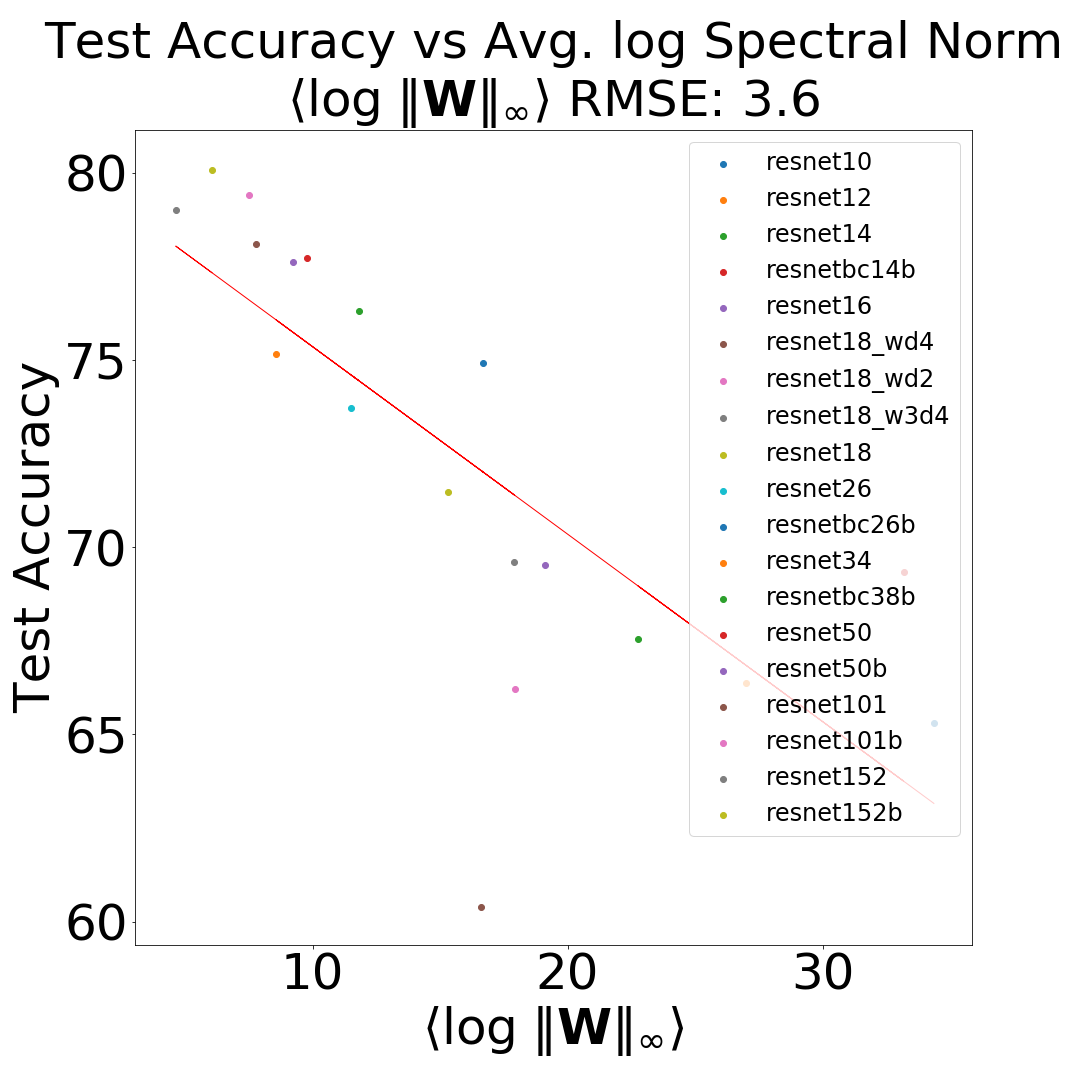 Test Accuracy vs Avg. log Spectral Norm
⟨log ‖W‖∞⟩ RMSE: 3.6
80
75
70
65
60
Test Accuracy
resnet10
resnet12
resnet14
resnetbc14b
resnet16
resnet18_wd4
resnet18_wd2
resnet18_w3d4
resnet18
resnet26
resnetbc26b
resnet34
resnetbc38b
resnet50
resnet50b
resnet101
resnet101b
resnet152
resnet152b
10 20 30
⟨log ‖W‖∞⟩